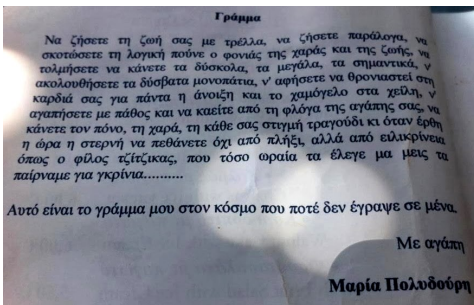 Γράμμα
Να ζήσετε τη ζωή σας με τρέλλα, να ζήσετε παράλογα, να
σκοτώσετε τη λογική πούνε ο φονιάς της χαράς και της ζωής, να
τολμήσετε να κάνετε τα δύσκολα, τα μεγάλα, τα σημαντικά, ν'
ακολουθήσετε τα δύσβατα μονοπάτια, ν' αφήσετε να θρονιαστεί στη
καρδιά σας για πάντα η άνοιξη και το χαμόγελο στα χείλη, ν'
αγαπήσετε με πάθος και να καείτε από τη φλόγα της αγάπης σας, να
κάνετε τον πόνο, τη χαρά, τη κάθε σας στιγμή τραγούδι κι όταν έρθη
η ώρα η στερνή να πεθάνετε όχι από πλήξι, αλλά από ειλικρίνεια
όπως ο φίλος τζίτζικας, που τόσο ωραία τα έλεγε μα μεις τα
παίρναμε για γκρίνια..........
Αυτό είναι το γράμμα μου στον κόσμο που ποτέ δεν έγραψε σε μένα.
Με αγάπη
Μαρία Πολυδούρη